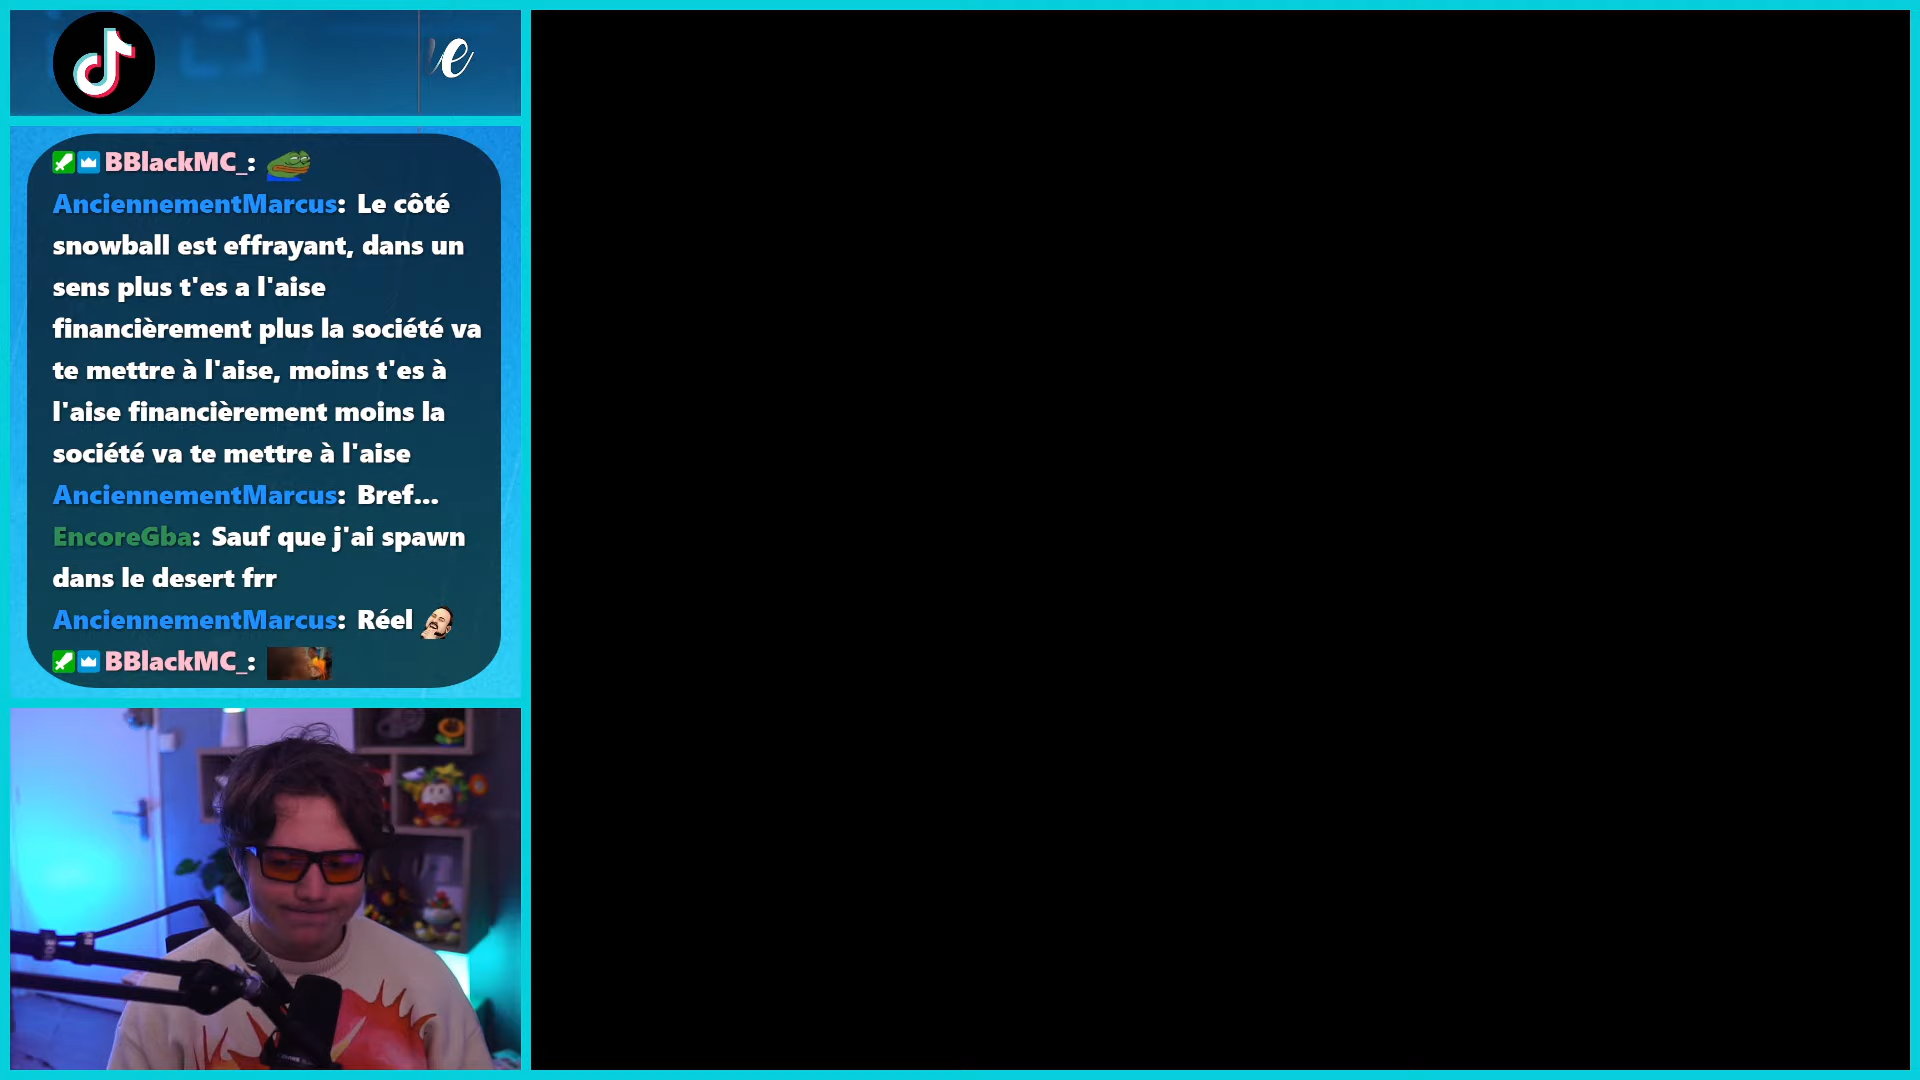 e
BBlackMC_:
AnciennementMarcus: Le côté
snowball est effrayant, dans un
sens plus t'es a l'aise
financièrement plus la société va
te mettre à l'aise, moins t'es à
l'aise financièrement moins la
société va te mettre à l'aise
AnciennementMarcus: Bref...
EncoreGba: Sauf que j'ai spawn
dans le desert frr
AnciennementMarcus: Réel
BBlackMC_: